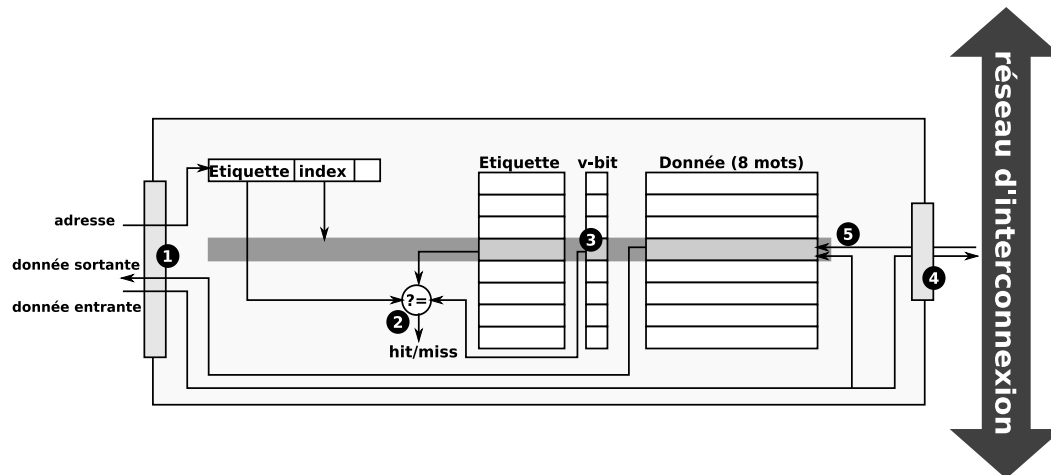 Etiquette
v-bit
Donnée (8 mots)
Etiquette index
adresse
donnée sortante
donnée entrante
1
2
3
4
5
?=
hit/miss
réseau d'interconnexion